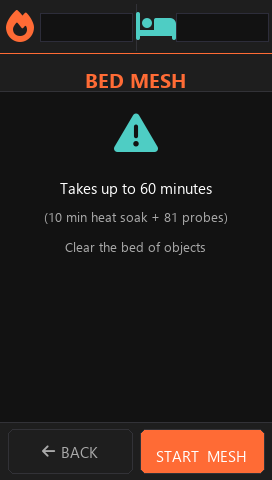 BED MESH
Takes up to 60 minutes
(10 min heat soak + 81 probes)
Clear the bed of objects
BACK
START MESH